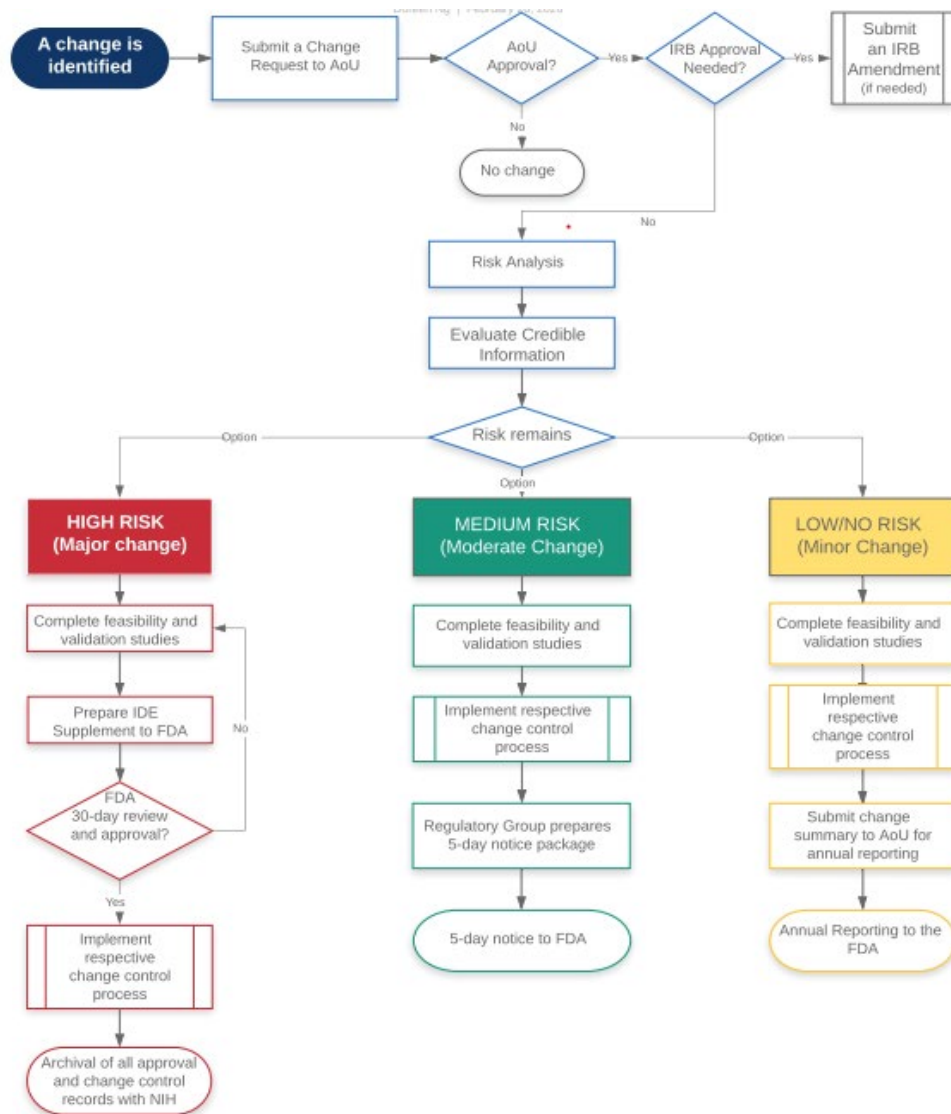 A change is
identified
Submit a Change
Request to AoU
AoU
Approval?
Yes
IRB Approval
Needed?
Yes
Submit
an IRB
Amendment
(if needed)
No
No change
No
Risk Analysis
Evaluate Credible
Information
Risk remains
Option
Option
Option
HIGH RISK
(Major change)
Complete feasibility and
validation studies
Prepare IDE
Supplement to FDA
No
FDA
30-day review
and approval?
Yes
Implement
respective
change control
process
Archival of all approval
and change control
records with NIH
MEDIUM RISK
(Moderate Change)
Complete feasibility and
validation studies
Implement respective
change control
process
Regulatory Group prepares
5-day notice package
5-day notice to FDA
LOW/NO RISK
(Minor Change)
Complete feasibility and
validation studies
Implement
respective
change control
process
Submit change
summary to AoU for
annual reporting
Annual Reporting to the
FDA